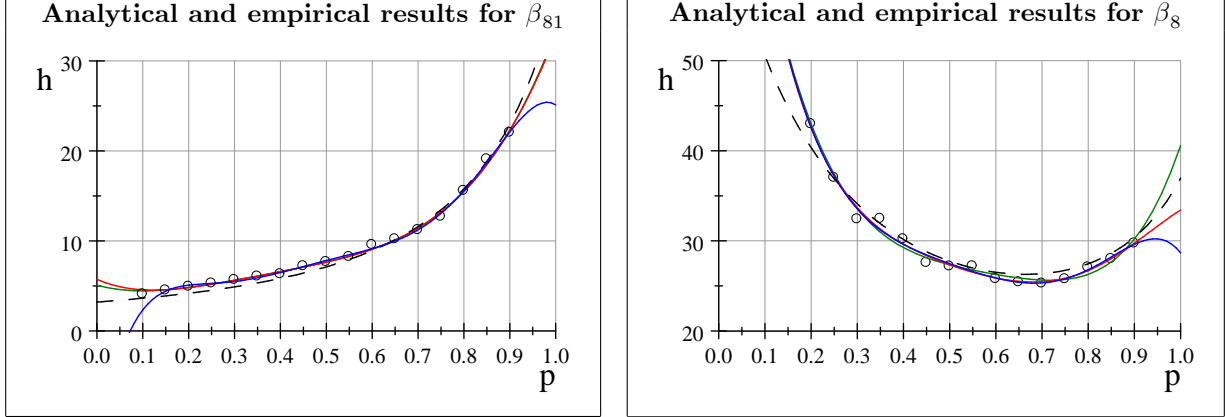 Analytical and empirical results for β₈₁
h
30
20
10
0
0.0 0.1 0.2 0.3 0.4 0.5 0.6 0.7 0.8 0.9 1.0
p
Analytical and empirical results for β₈
h
50
40
30
20
0.0 0.1 0.2 0.3 0.4 0.5 0.6 0.7 0.8 0.9 1.0
p